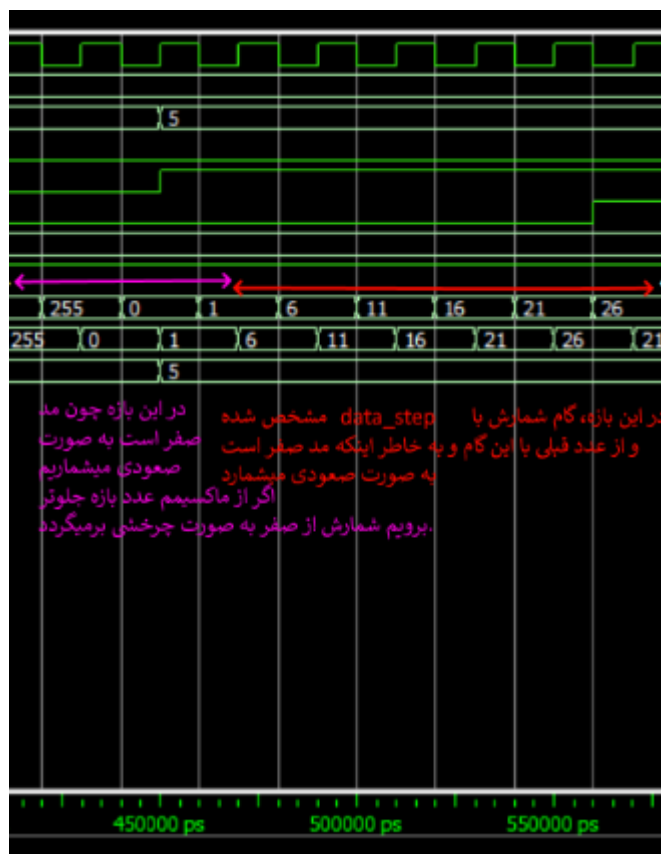 5
255 0 1 6 11 16 21 26
255 0 1 6 11 16 21 26 21
5
در این بازه چون مد
صفر است به صورت
صعودی میشماریم
اگر از ماکسیمم عدد بازه جلوتر
برویم شمارش از صفر به صورت چرخشی برمیگردد.
در این بازه، گام شمارش با data_step مشخص شده
و از عدد قبلی با این گام و به خاطر اینکه مد صفر است
به صورت صعودی میشمارد
450000 ps 500000 ps 550000 ps